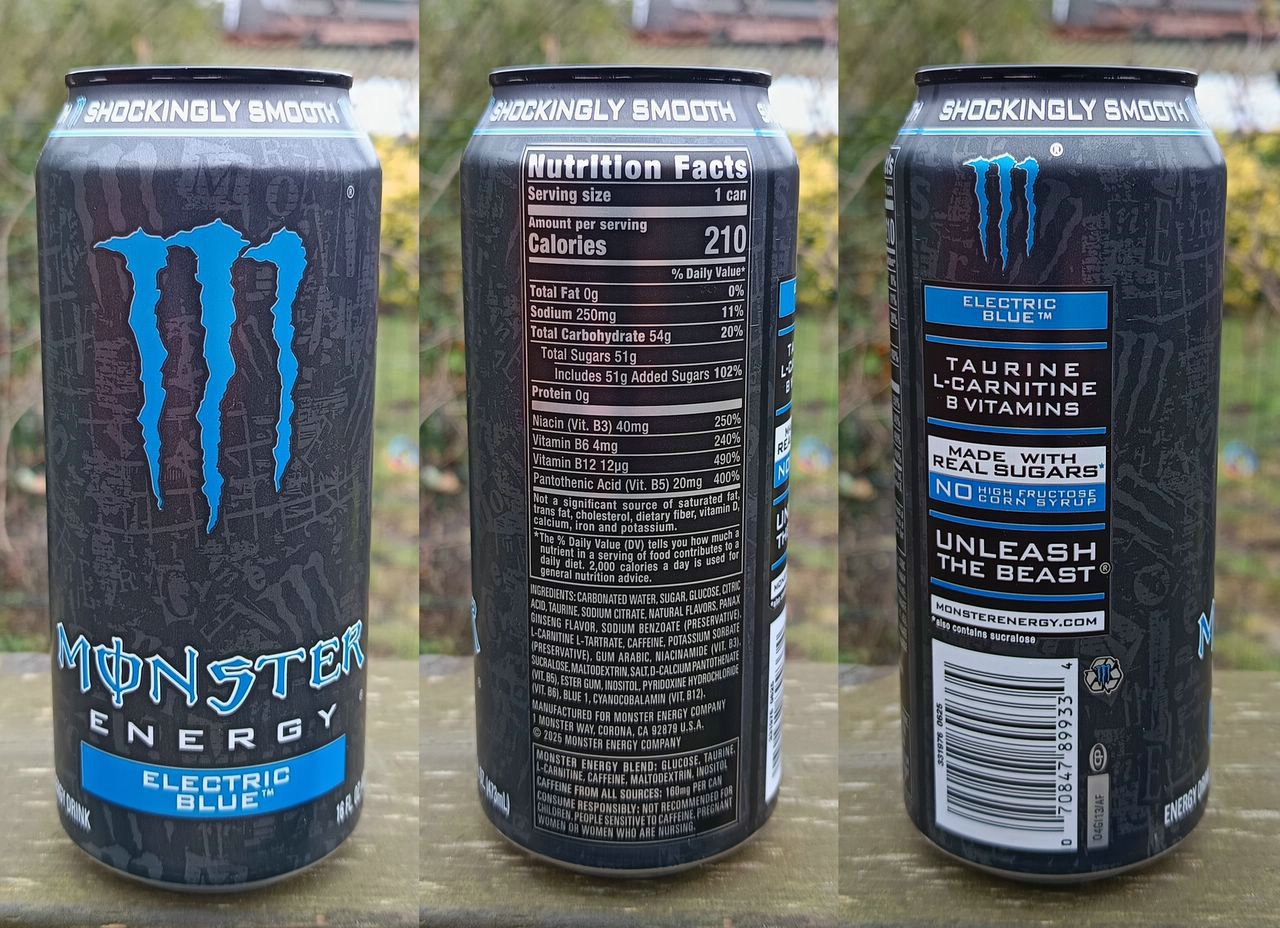 SHOCKINGLY SMOOTH
®
MONSTER
®
ENERGY
ELECTRIC
BLUE™
DRINK
16 FL OZ
SHOCKINGLY SMOOTH
Nutrition Facts
Serving size 1 can
Amount per serving
Calories 210
% Daily Value*
Total Fat 0g 0%
Sodium 250mg 11%
Total Carbohydrate 54g 20%
Total Sugars 51g
Includes 51g Added Sugars 102%
Protein 0g
Niacin (Vit. B3) 40mg 250%
Vitamin B6 4mg 240%
Vitamin B12 12µg 490%
Pantothenic Acid (Vit. B5) 20mg 400%
Not a significant source of saturated fat,
trans fat, cholesterol, dietary fiber, vitamin D,
calcium, iron and potassium.
*The % Daily Value (DV) tells you how much a
nutrient in a serving of food contributes to a
daily diet. 2,000 calories a day is used for
general nutrition advice.
INGREDIENTS: CARBONATED WATER, SUGAR, GLUCOSE, CITRIC
ACID, TAURINE, SODIUM CITRATE, NATURAL FLAVORS, PANAX
GINSENG FLAVOR, SODIUM BENZOATE (PRESERVATIVE),
L-CARNITINE L-TARTRATE, CAFFEINE, POTASSIUM SORBATE
(PRESERVATIVE), GUM ARABIC, NIACINAMIDE (VIT. B3),
SUCRALOSE, MALTODEXTRIN, SALT, D-CALCIUM PANTOTHENATE
(VIT. B5), ESTER GUM, INOSITOL, PYRIDOXINE HYDROCHLORIDE
(VIT. B6), BLUE 1, CYANOCOBALAMIN (VIT. B12).
MANUFACTURED FOR MONSTER ENERGY COMPANY
1 MONSTER WAY, CORONA, CA 92879 U.S.A.
© 2025 MONSTER ENERGY COMPANY
MONSTER ENERGY BLEND: GLUCOSE, TAURINE,
L-CARNITINE, CAFFEINE, MALTODEXTRIN, INOSITOL
CAFFEINE FROM ALL SOURCES: 160mg PER CAN
CONSUME RESPONSIBLY: NOT RECOMMENDED FOR
CHILDREN, PEOPLE SENSITIVE TO CAFFEINE, PREGNANT
WOMEN OR WOMEN WHO ARE NURSING.
SHOCKINGLY SMOOTH
®
ELECTRIC
BLUE™
TAURINE
L-CARNITINE
B VITAMINS
MADE WITH
REAL SUGARS*
NO HIGH FRUCTOSE
CORN SYRUP
UNLEASH
THE BEAST®
MONSTERENERGY.COM
*also contains sucralose
331976 0625
0 70847 89933 4
04GI13/AF
ENERGY DRINK